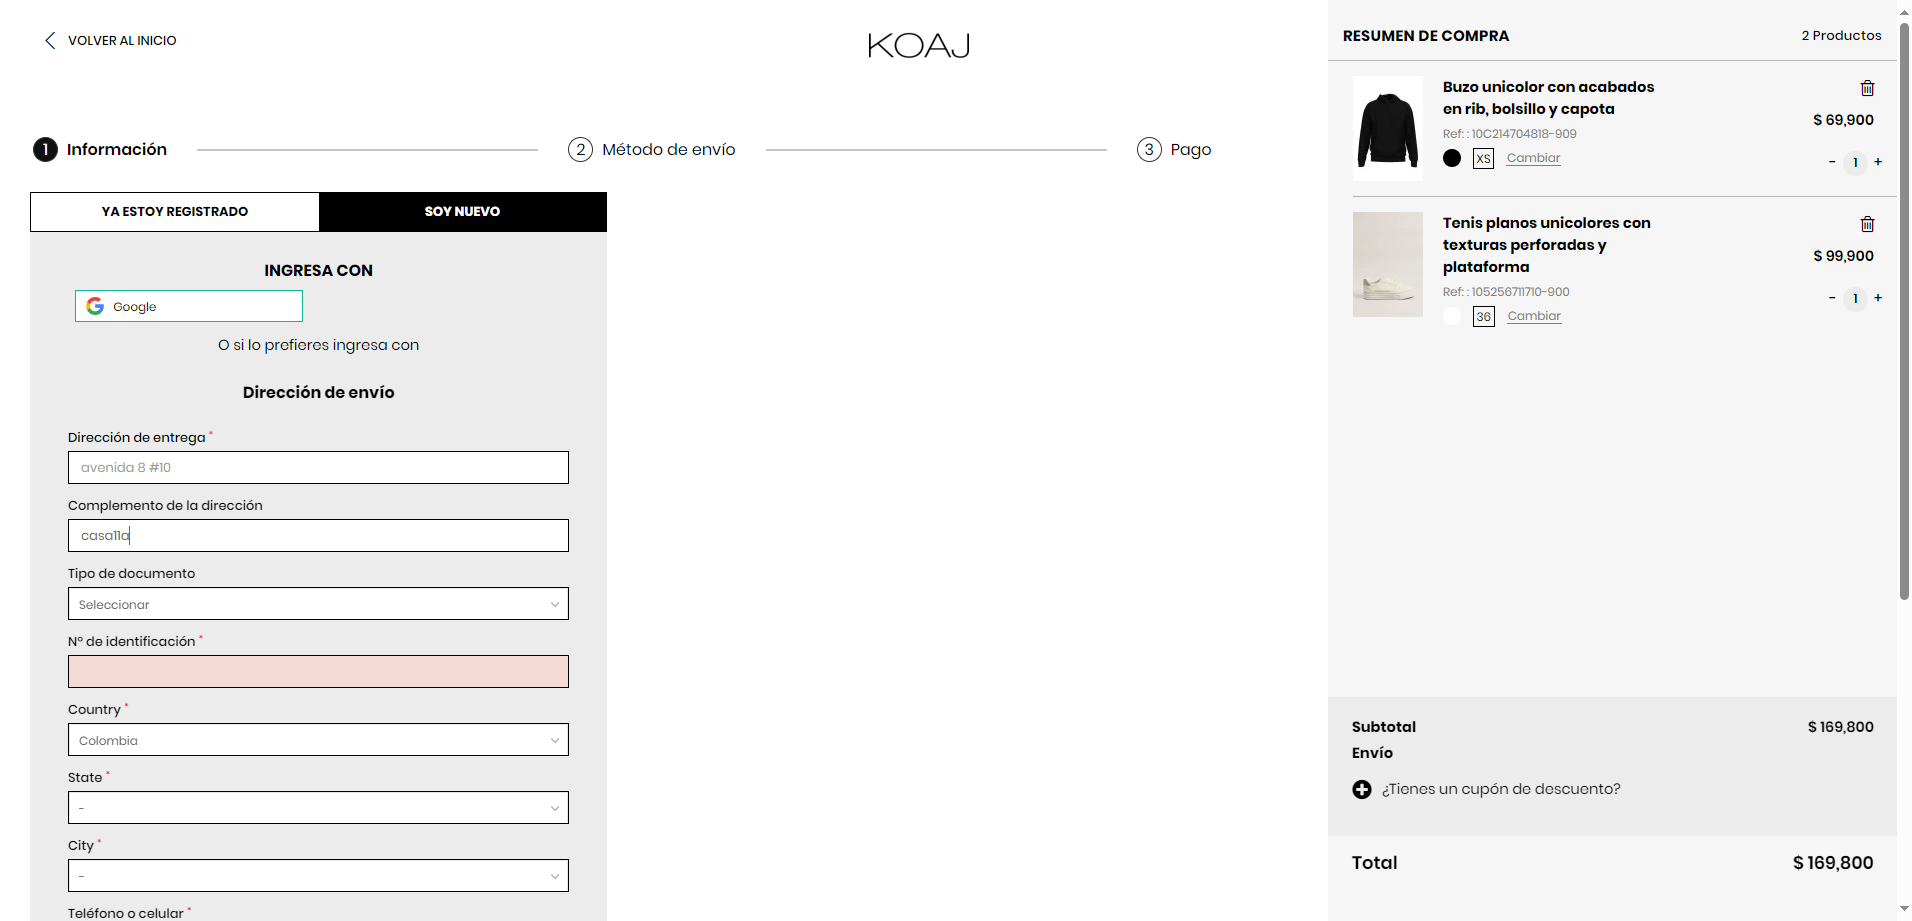 VOLVER AL INICIO
KOAJ
1 Información
2 Método de envío
3 Pago
YA ESTOY REGISTRADO
SOY NUEVO
INGRESA CON
Google
O si lo prefieres ingresa con
Dirección de envío
Dirección de entrega *
avenida 8 #10
Complemento de la dirección
casa11a
Tipo de documento
Seleccionar
Nº de identificación *
Country *
Colombia
State *
-
City *
-
Teléfono o celular *
RESUMEN DE COMPRA
2 Productos
Buzo unicolor con acabados
en rib, bolsillo y capota
Ref: : 10C214704818-909
XS Cambiar
$ 69,900
- 1 +
Tenis planos unicolores con
texturas perforadas y
plataforma
Ref: : 105256711710-900
36 Cambiar
$ 99,900
- 1 +
Subtotal $ 169,800
Envío
¿Tienes un cupón de descuento?
Total $ 169,800